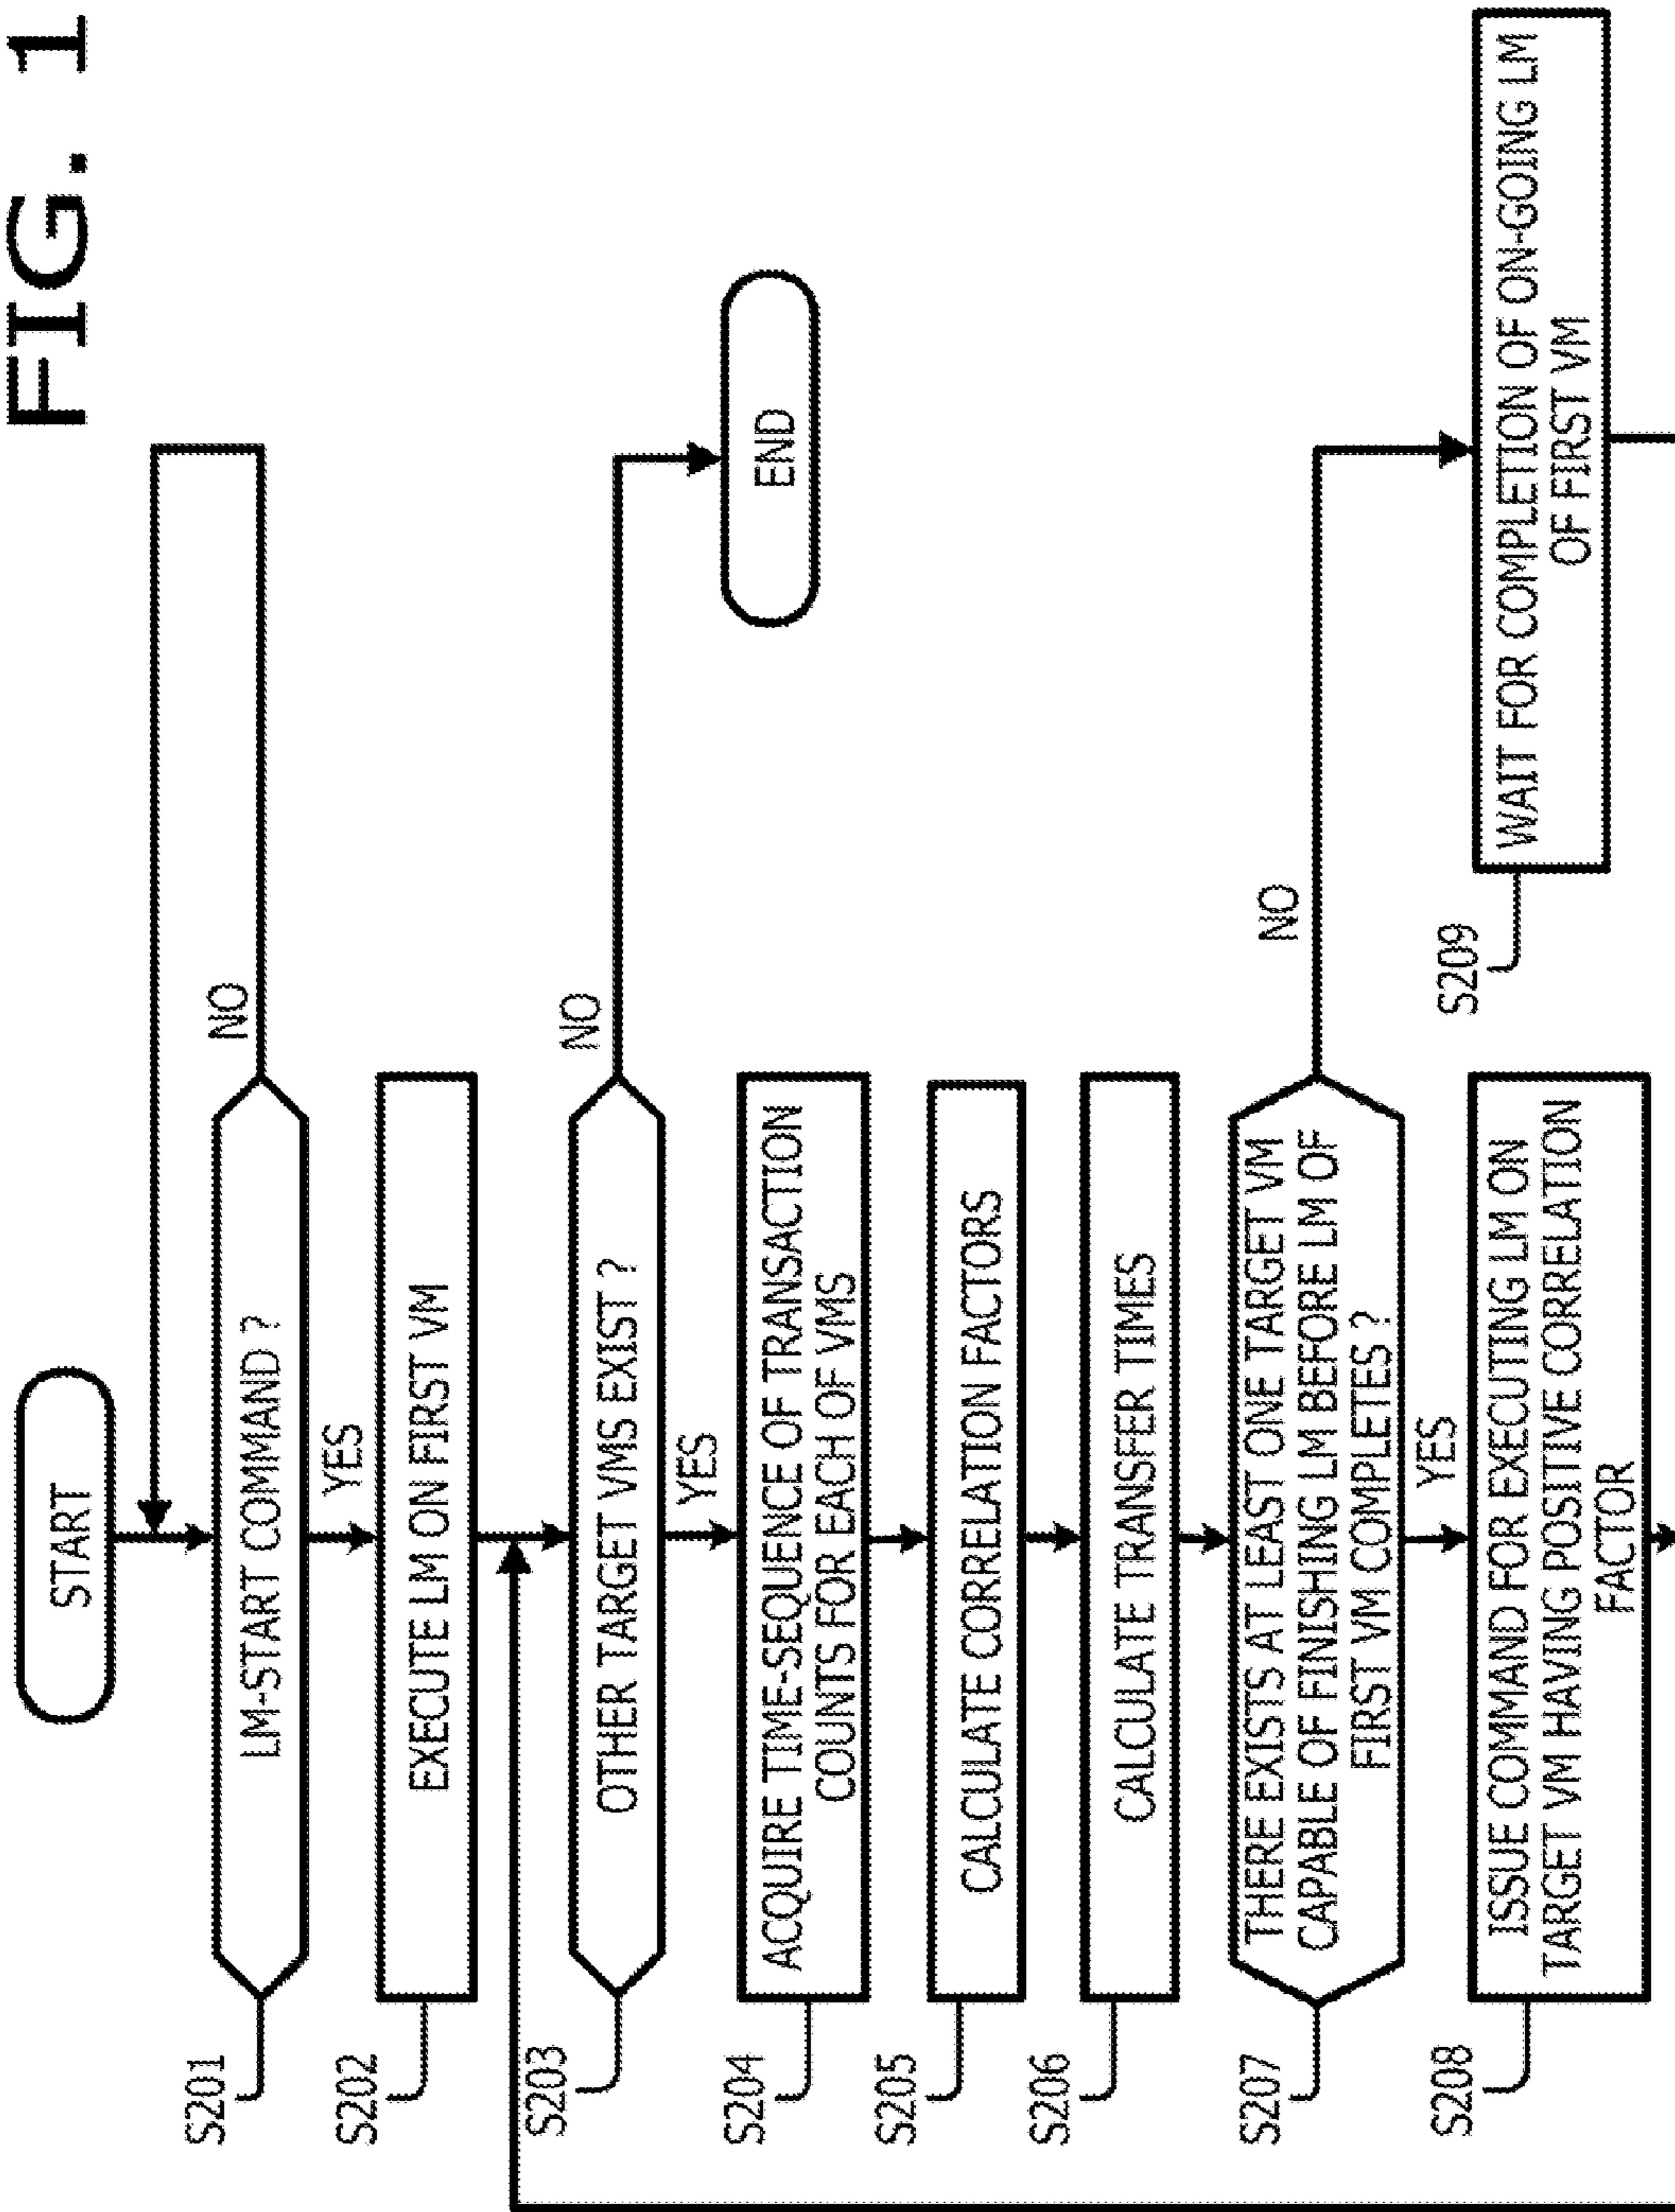 FIG. 1
START
S201
LM-START COMMAND ?
NO
YES
S202
EXECUTE LM ON FIRST VM
S203
OTHER TARGET VMS EXIST ?
NO
END
YES
S204
ACQUIRE TIME-SEQUENCE OF TRANSACTION
COUNTS FOR EACH OF VMS
S205
CALCULATE CORRELATION FACTORS
S206
CALCULATE TRANSFER TIMES
S207
THERE EXISTS AT LEAST ONE TARGET VM
CAPABLE OF FINISHING LM BEFORE LM OF
FIRST VM COMPLETES ?
NO
YES
S208
ISSUE COMMAND FOR EXECUTING LM ON
TARGET VM HAVING POSITIVE CORRELATION
FACTOR
S209
WAIT FOR COMPLETION OF ON-GOING LM
OF FIRST VM